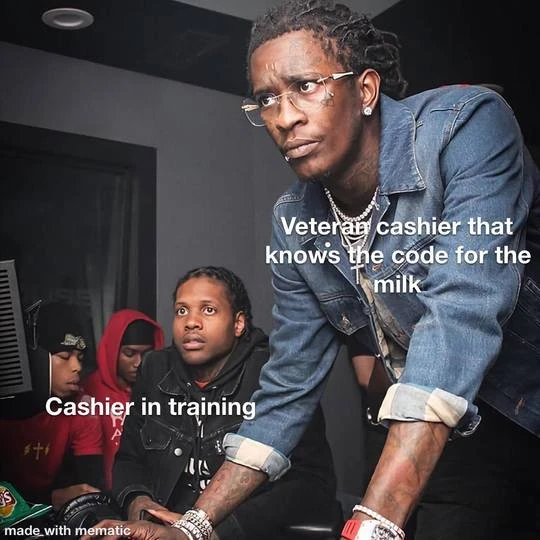 Veteran cashier that
knows the code for the
milk
Cashier in training
made with mematic